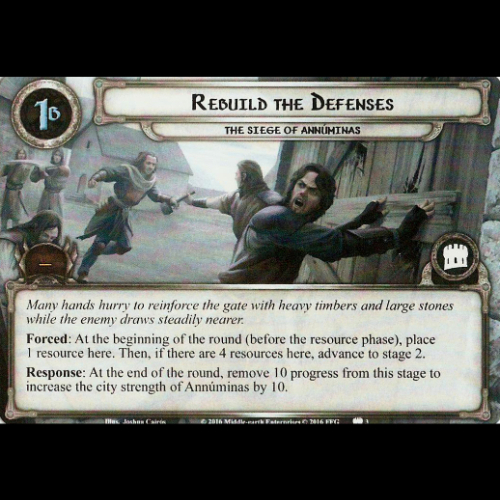 1B
REBUILD THE DEFENSES
THE SIEGE OF ANNÚMINAS
–
Many hands hurry to reinforce the gate with heavy timbers and large stones
while the enemy draws steadily nearer.
Forced: At the beginning of the round (before the resource phase), place
1 resource here. Then, if there are 4 resources here, advance to stage 2.
Response: At the end of the round, remove 10 progress from this stage to
increase the city strength of Annúminas by 10.
Illus. Joshua Cairós © 2016 Middle-earth Enterprises © 2016 FFG 3